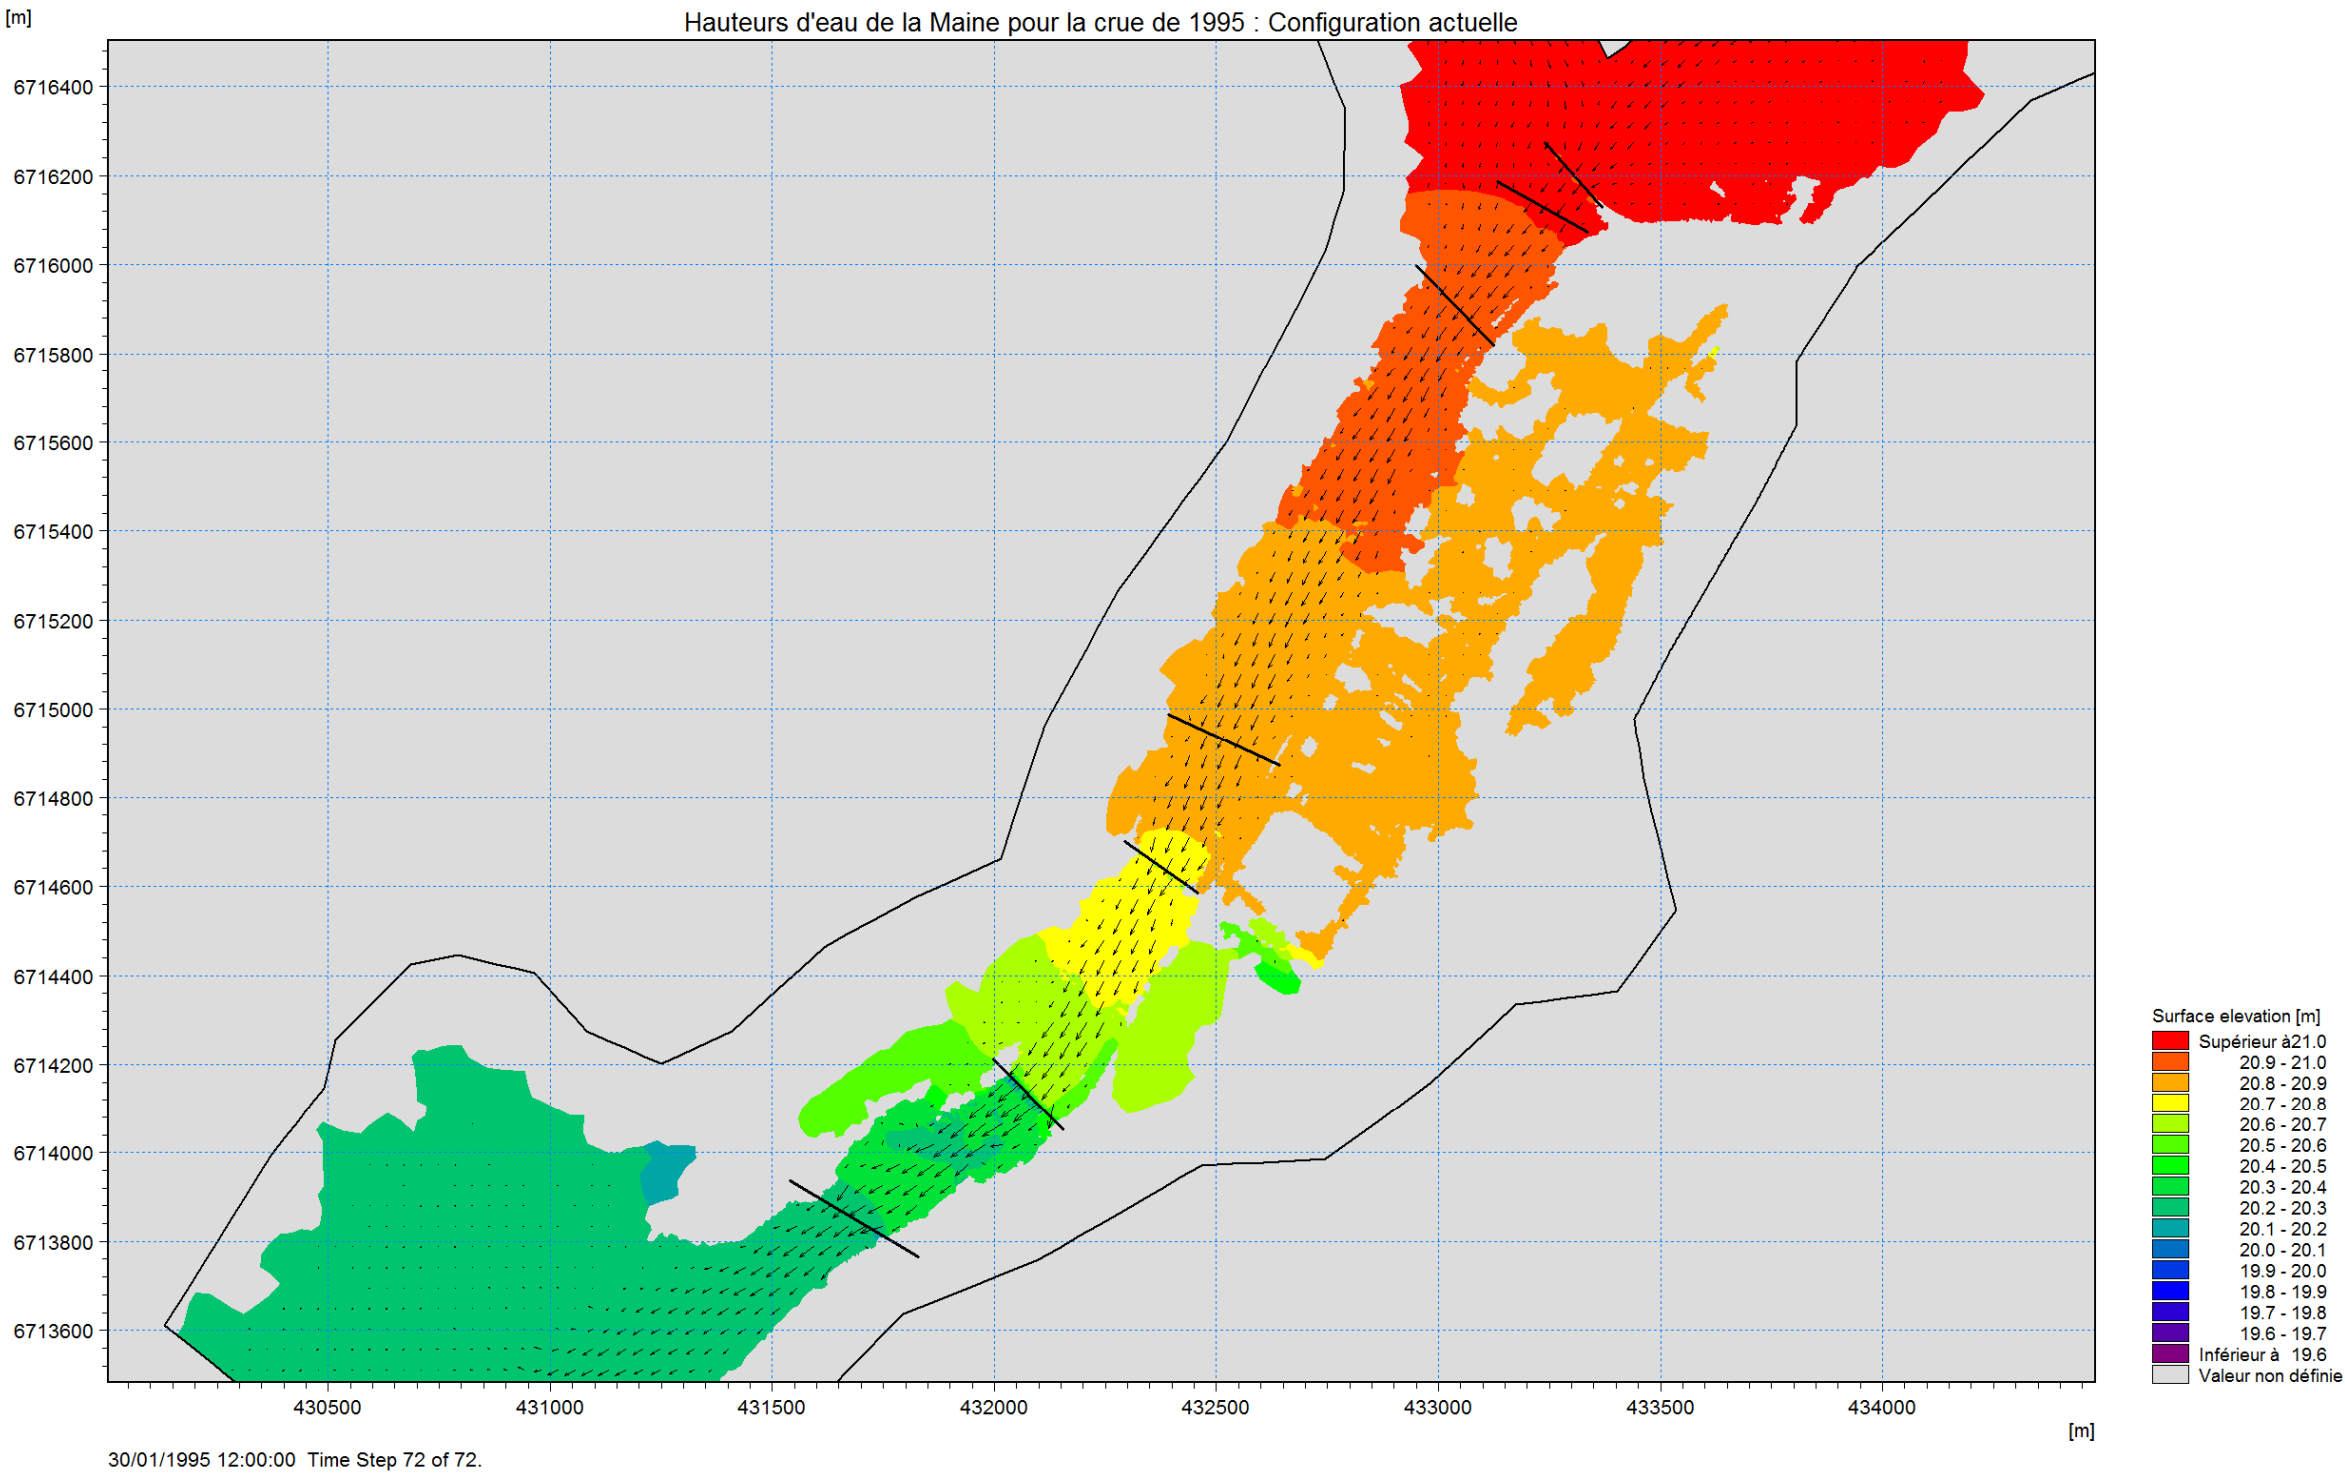 [m]
Hauteurs d'eau de la Maine pour la crue de 1995 : Configuration actuelle
6716400
6716200
6716000
6715800
6715600
6715400
6715200
6715000
6714800
6714600
6714400
6714200
6714000
6713800
6713600
430500 431000 431500 432000 432500 433000 433500 434000
[m]
Surface elevation [m]
Supérieur à21.0
20.9 - 21.0
20.8 - 20.9
20.7 - 20.8
20.6 - 20.7
20.5 - 20.6
20.4 - 20.5
20.3 - 20.4
20.2 - 20.3
20.1 - 20.2
20.0 - 20.1
19.9 - 20.0
19.8 - 19.9
19.7 - 19.8
19.6 - 19.7
Inférieur à 19.6
Valeur non définie
30/01/1995 12:00:00 Time Step 72 of 72.